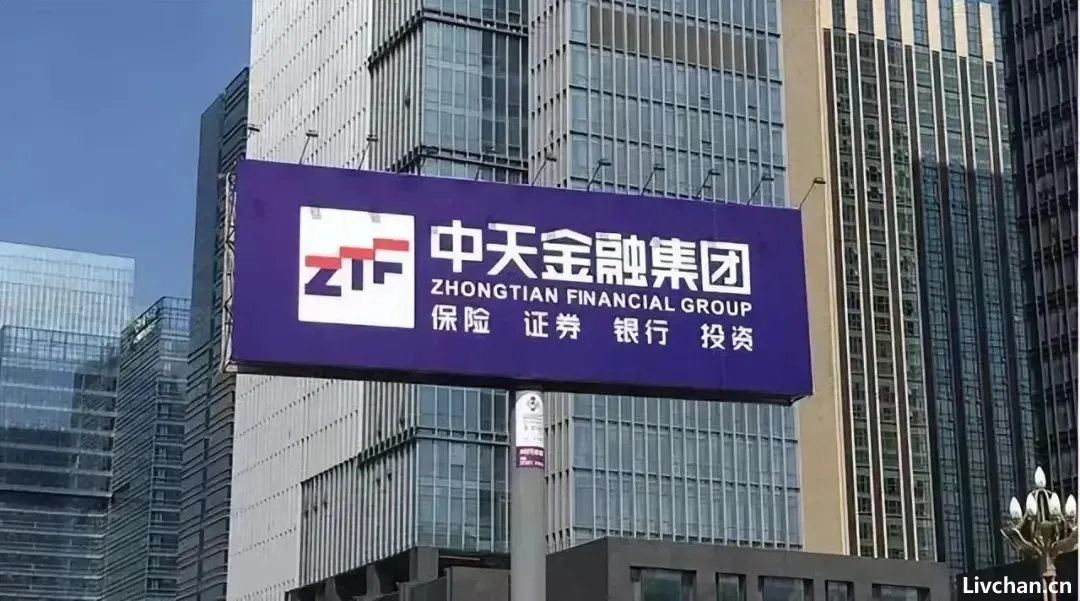 ZTF
中天金融集团
ZHONGTIAN FINANCIAL GROUP
保险 证券 银行 投资
Livchan.cn